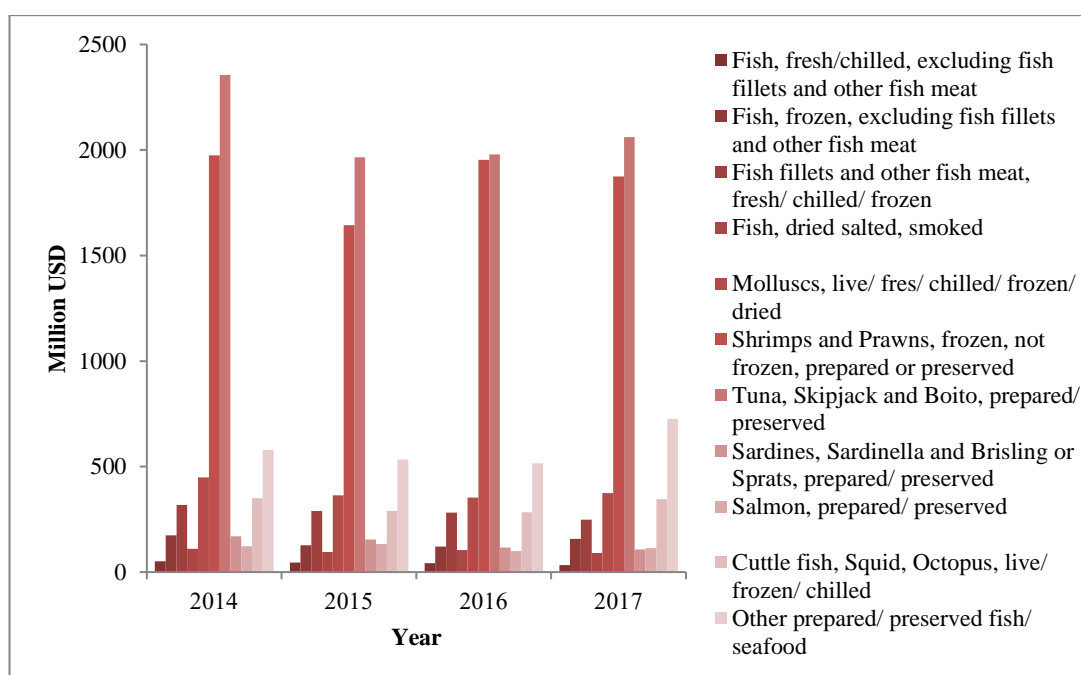 2500
2000
1500
1000
500
0
Million USD
2014 2015 2016 2017
Year
Fish, fresh/chilled, excluding fish
fillets and other fish meat
Fish, frozen, excluding fish fillets
and other fish meat
Fish fillets and other fish meat,
fresh/ chilled/ frozen
Fish, dried salted, smoked
Molluscs, live/ fres/ chilled/ frozen/
dried
Shrimps and Prawns, frozen, not
frozen, prepared or preserved
Tuna, Skipjack and Boito, prepared/
preserved
Sardines, Sardinella and Brisling or
Sprats, prepared/ preserved
Salmon, prepared/ preserved
Cuttle fish, Squid, Octopus, live/
frozen/ chilled
Other prepared/ preserved fish/
seafood